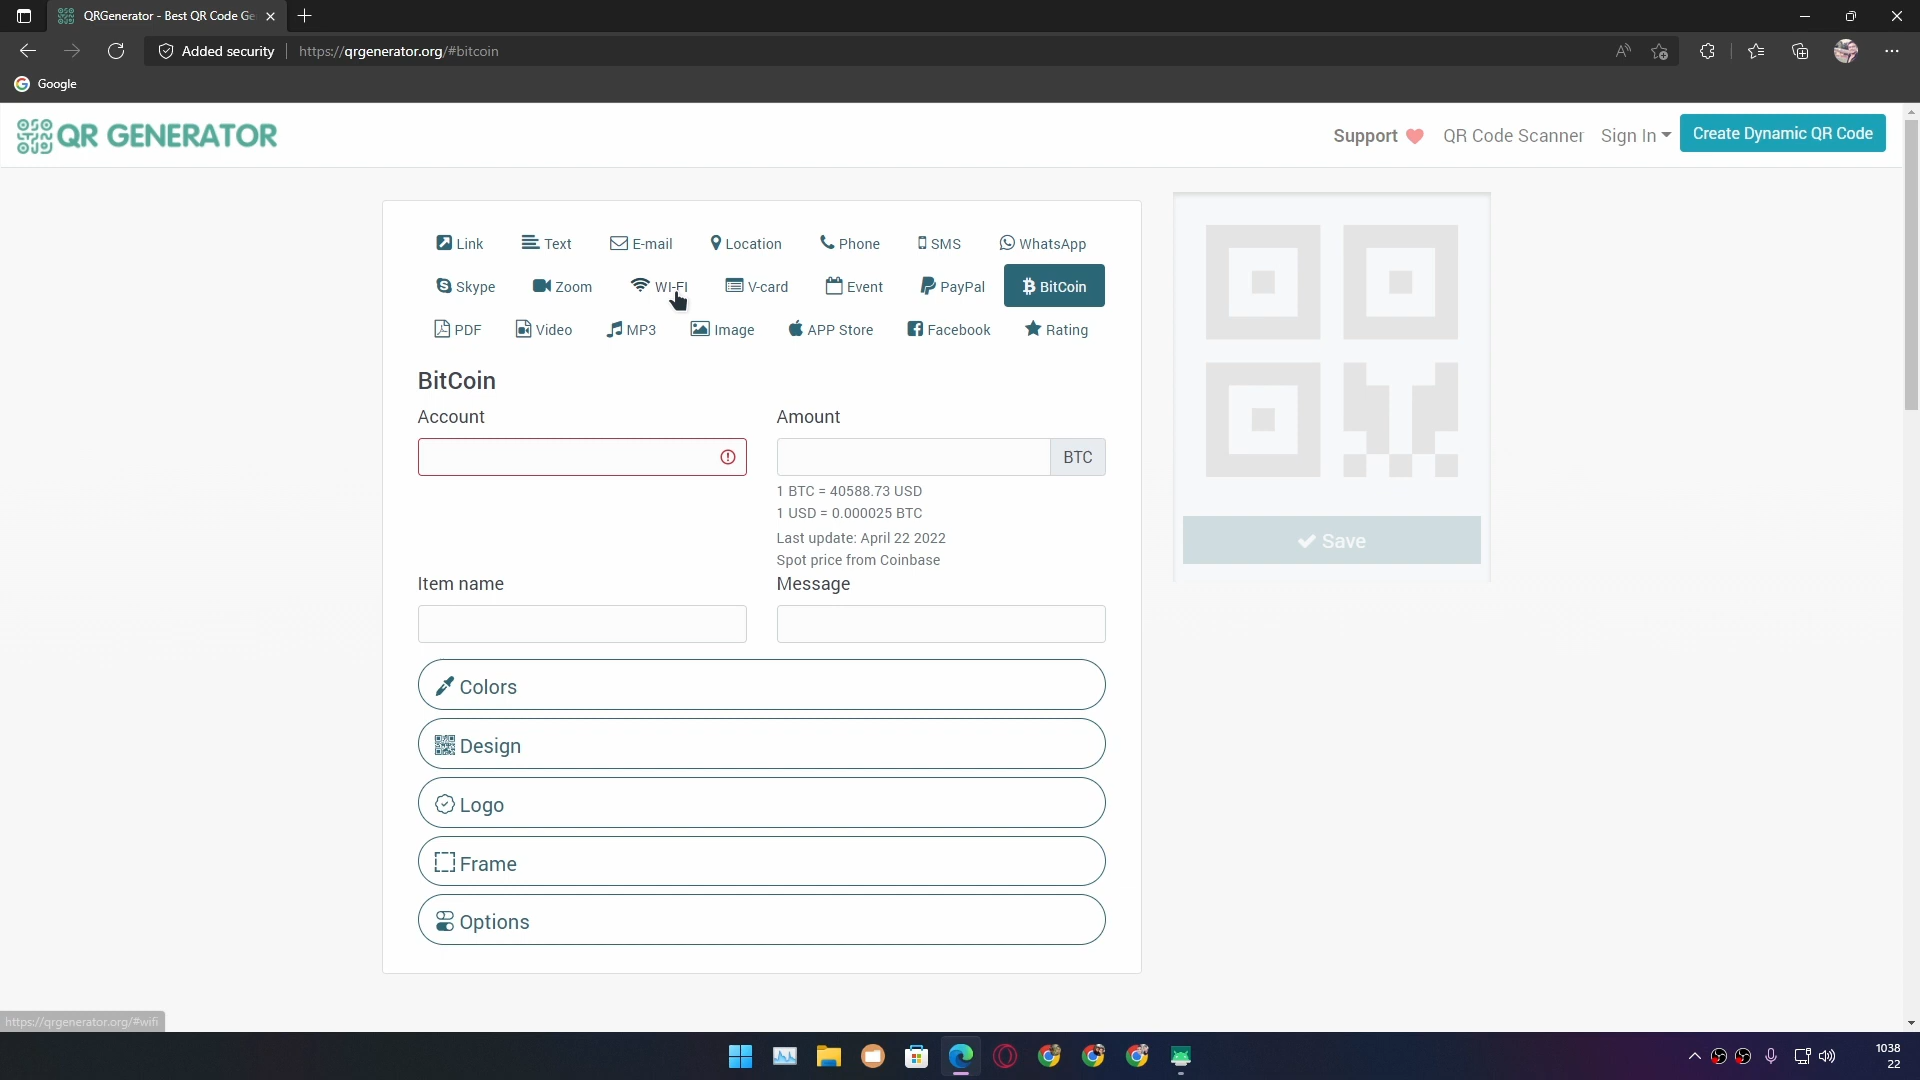 QRGenerator - Best QR Code Ge
Added security
https://qrgenerator.org/#bitcoin
Google
QR GENERATOR
Support
QR Code Scanner
Sign In
Create Dynamic QR Code
Link
Text
E-mail
Location
Phone
SMS
WhatsApp
Skype
Zoom
WI-FI
V-card
Event
PayPal
BitCoin
PDF
Video
MP3
Image
APP Store
Facebook
Rating
BitCoin
Account
Amount
BTC
1 BTC = 40588.73 USD
1 USD = 0.000025 BTC
Last update: April 22 2022
Spot price from Coinbase
Item name
Message
Colors
Design
Logo
Frame
Options
Save
https://qrgenerator.org/#wifi
1038
22